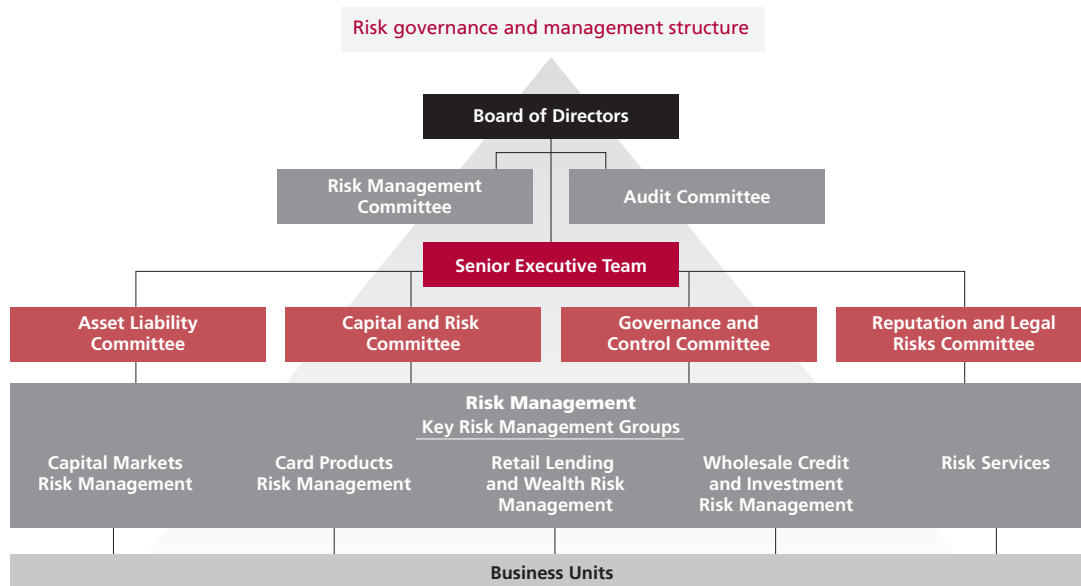 Risk governance and management structure
Board of Directors
Risk Management
Committee
Audit Committee
Senior Executive Team
Asset Liability
Committee
Capital and Risk
Committee
Governance and
Control Committee
Reputation and Legal
Risks Committee
Risk Management
Key Risk Management Groups
Capital Markets
Risk Management
Card Products
Risk Management
Retail Lending
and Wealth Risk
Management
Wholesale Credit
and Investment
Risk Management
Risk Services
Business Units